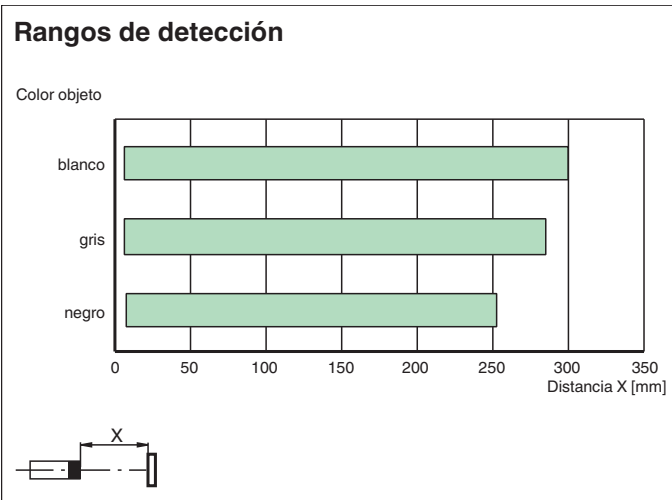 Rangos de detección
Color objeto
blanco
gris
negro
0 50 100 150 200 250 300 350
Distancia X [mm]
X